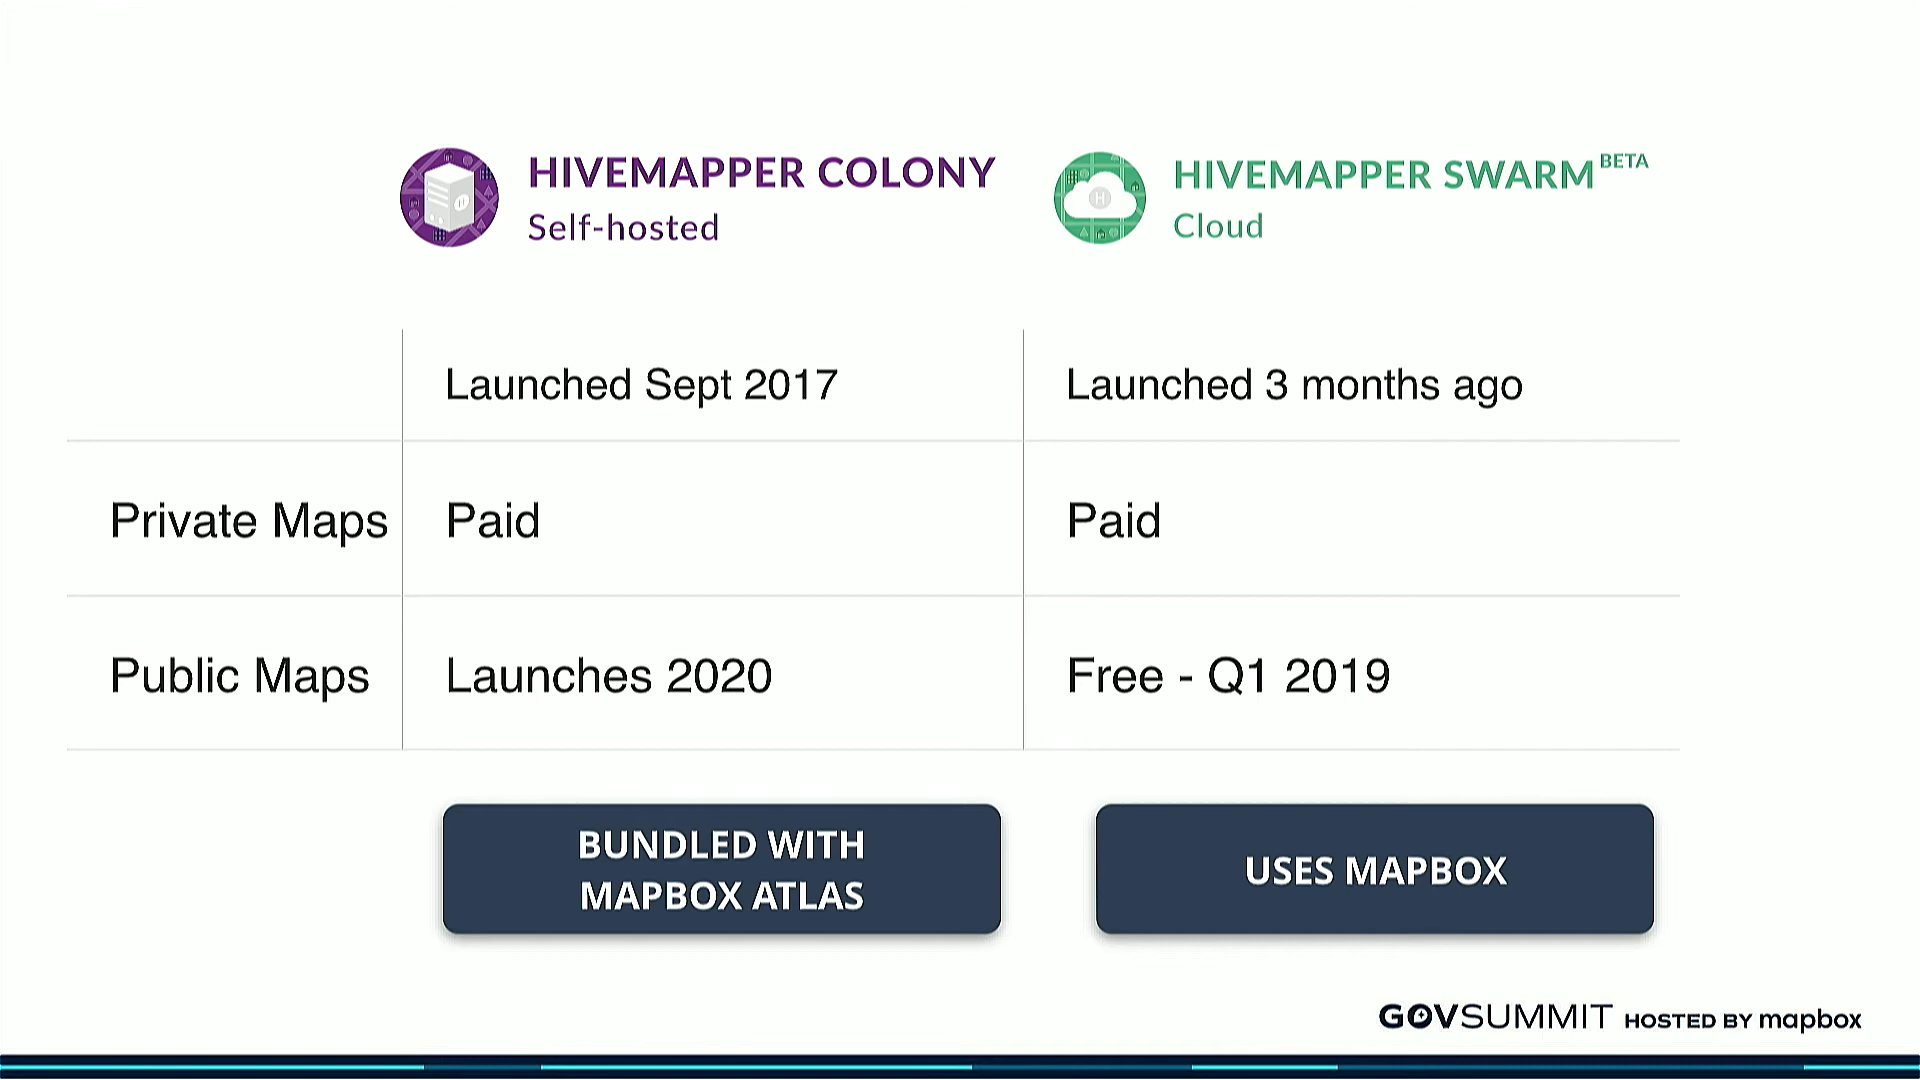 HIVEMAPPER COLONY
Self-hosted
HIVEMAPPER SWARM BETA
Cloud
Launched Sept 2017
Launched 3 months ago
Private Maps
Paid
Paid
Public Maps
Launches 2020
Free - Q1 2019
BUNDLED WITH
MAPBOX ATLAS
USES MAPBOX
GOVSUMMIT HOSTED BY mapbox